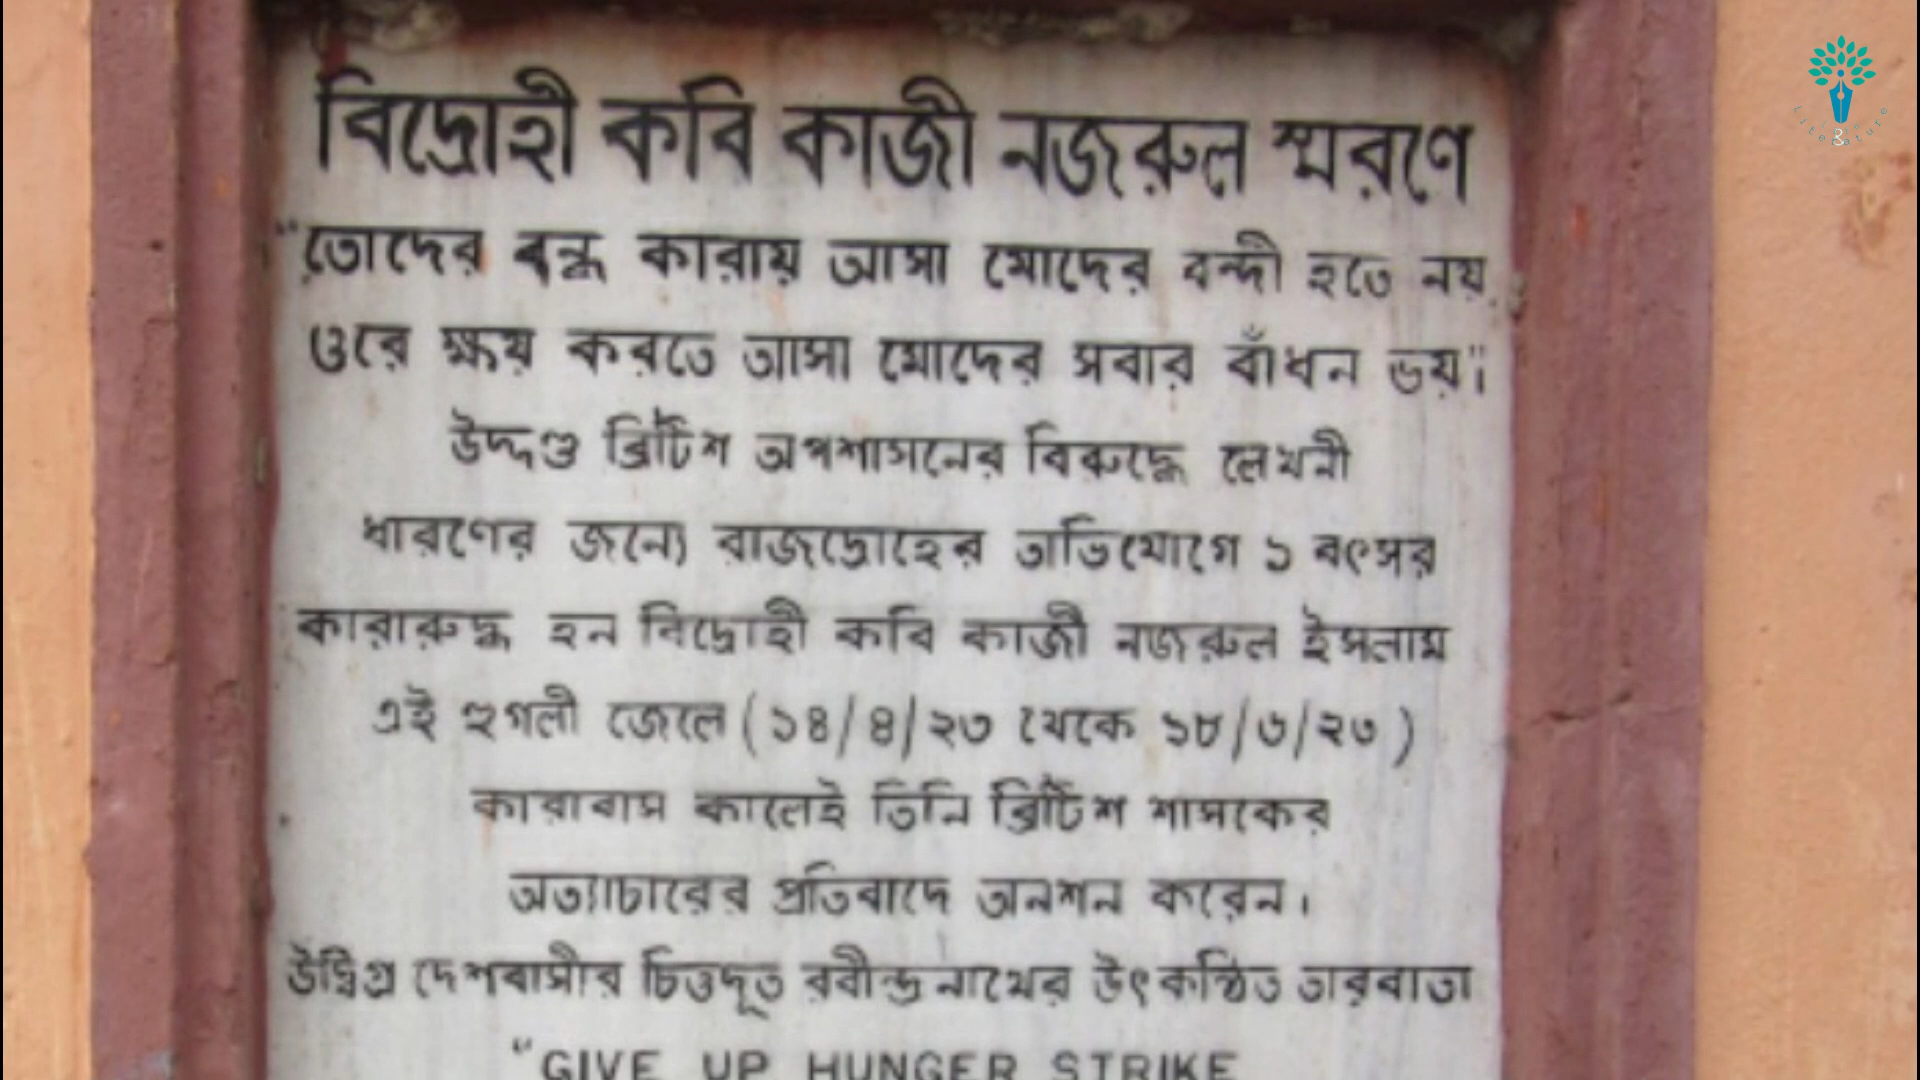 বিদ্রোহী কবি কাজী নজরুল স্মরণে
"তোদের বন্ধ কারায় আসা মোদের বন্দী হতে নয়,
ওরে ক্ষয় করতে আসা মোদের সবার বাঁধন ভয়"।
উদ্দণ্ড ব্রিটিশ অপশাসনের বিরুদ্ধে লেখনী
ধারণের জন্যে রাজদ্রোহের অভিযোগে ১ বৎসর
কারারুদ্ধ হন বিদ্রোহী কবি কাজী নজরুল ইসলাম
এই হুগলী জেলে (১৪/৪/২৩ থেকে ১৮/৬/২৩)
কারাবাস কালেই তিনি ব্রিটিশ শাসকের
অত্যাচারের প্রতিবাদে অনশন করেন।
উদ্বিগ্ন দেশবাসীর চিত্তদূত রবীন্দ্রনাথের উৎকণ্ঠিত তারবার্তা
"GIVE UP HUNGER STRIKE
Literature